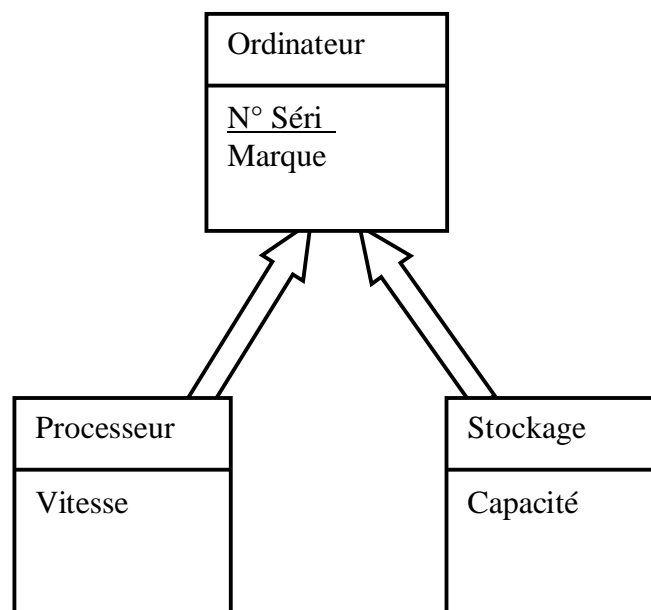 Ordinateur
N° Séri
Marque
Processeur
Vitesse
Stockage
Capacité